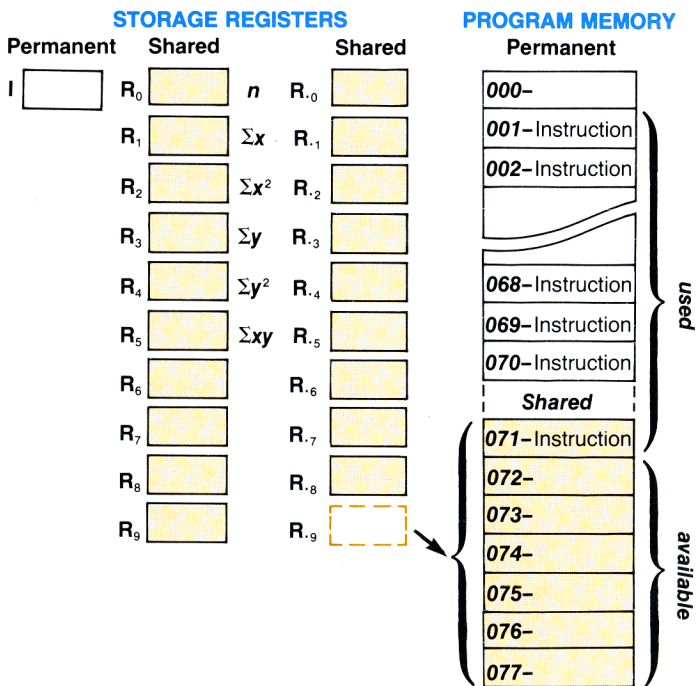 STORAGE REGISTERS PROGRAM MEMORY
Permanent Shared Shared Permanent
I R₀ n R.₀ 000–
R₁ Σx R.₁ 001–Instruction
R₂ Σx² R.₂ 002–Instruction
R₃ Σy R.₃
R₄ Σy² R.₄ 068–Instruction
R₅ Σxy R.₅ 069–Instruction
R₆ R.₆ 070–Instruction
used
Shared
R₇ R.₇ 071–Instruction
R₈ R.₈ 072–
R₉ R.₉ 073–
074–
075–
076–
077–
available